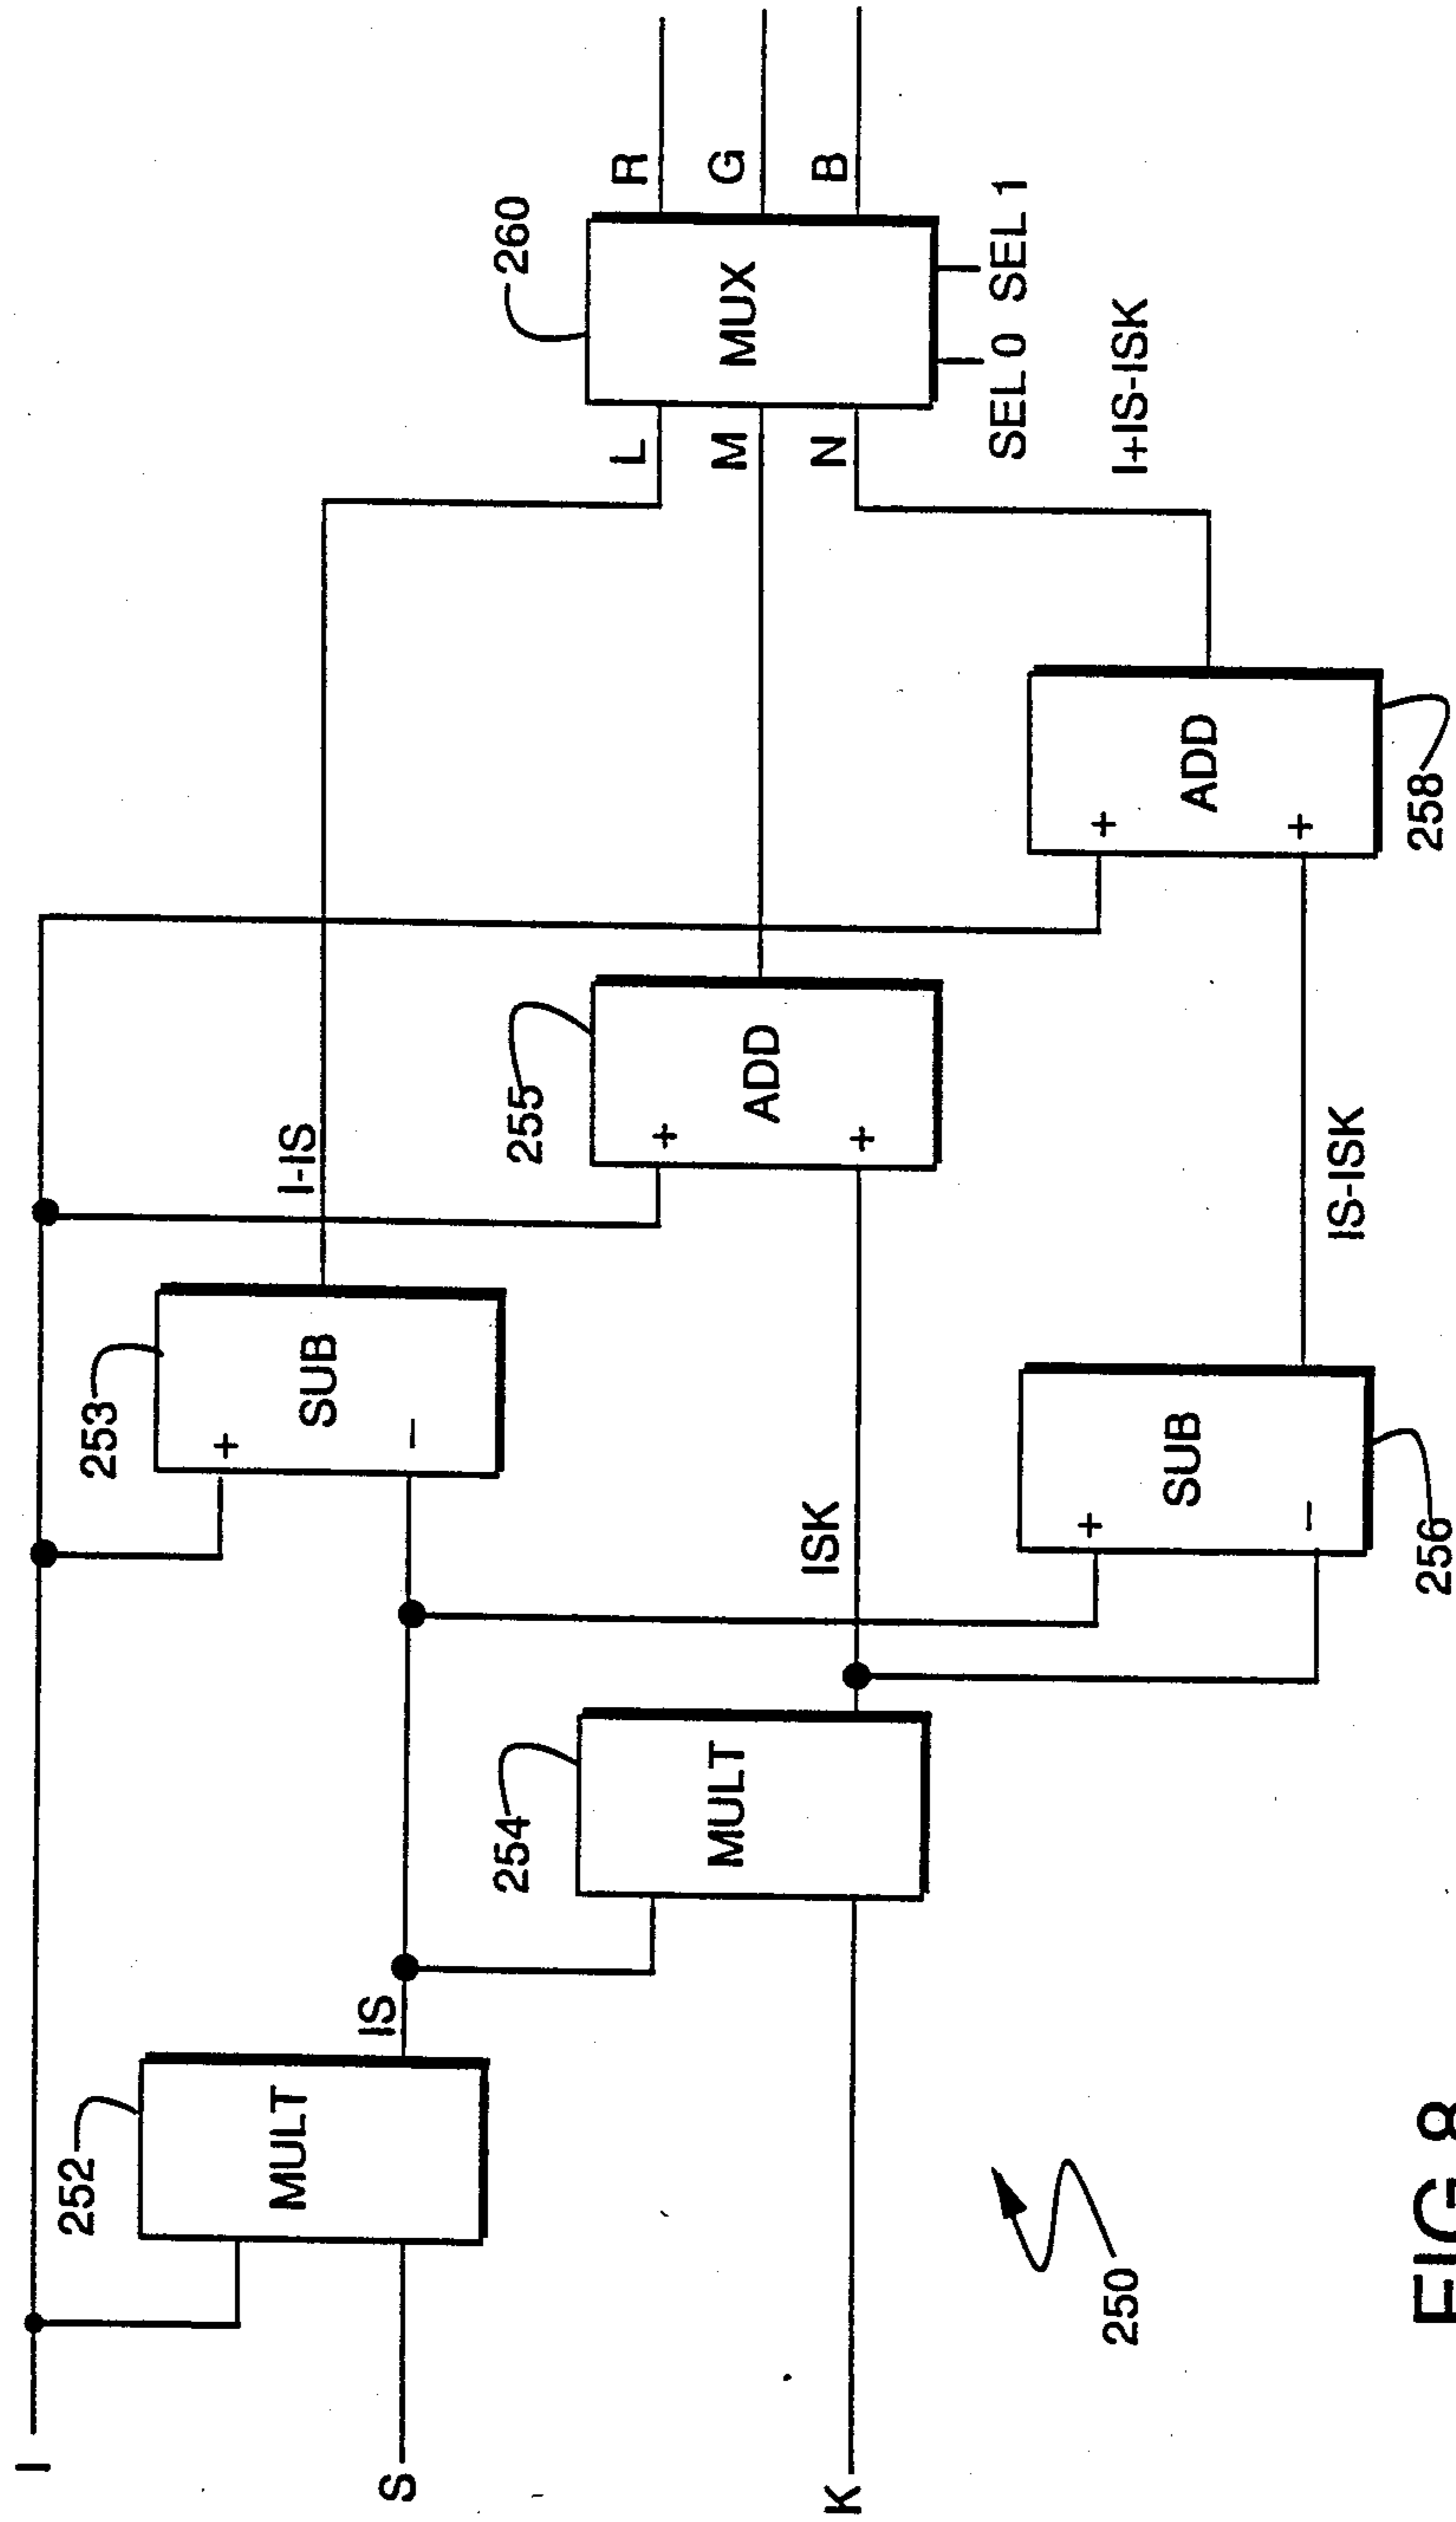 I
252
MULT
S
IS
253
+
SUB
−
I-IS
254
MULT
K
ISK
255
+
ADD
+
L
M
N
260
MUX
R
G
B
SEL 0 SEL 1
256
+
SUB
−
IS-ISK
258
+
ADD
+
I+IS-ISK
250
FIG 8